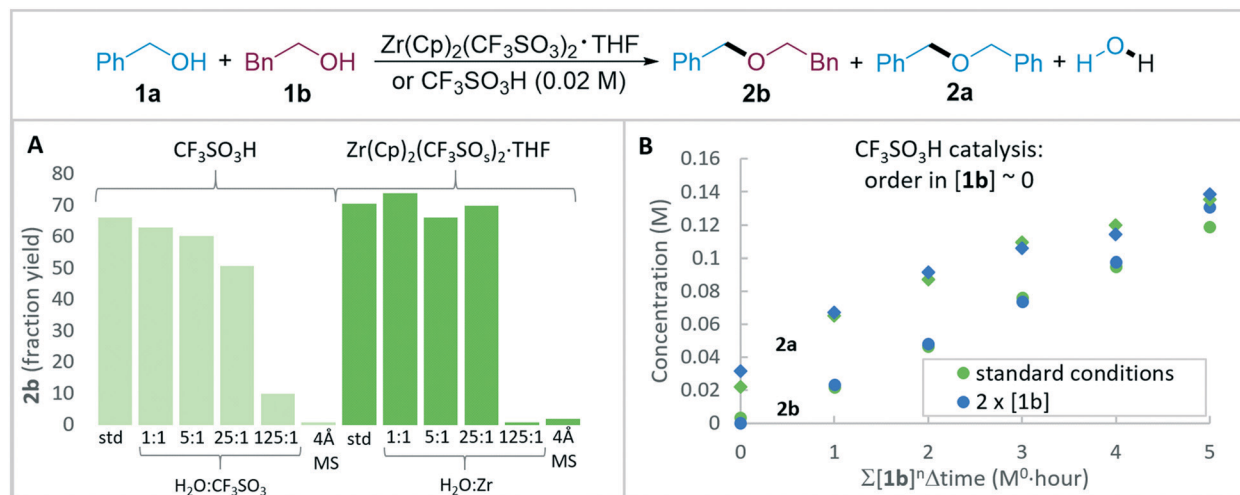 Ph OH + Bn OH Zr(Cp)2(CF3SO3)2·THF Ph O Bn + Ph O Ph + H O H
or CF3SO3H (0.02 M)
1a 1b 2b 2a
A
CF3SO3H Zr(Cp)2(CF3SOs)2·THF
2b (fraction yield)
80
70
60
50
40
30
20
10
0
std 1:1 5:1 25:1 125:1 4Å MS std 1:1 5:1 25:1 125:1 4Å MS
H2O:CF3SO3 H2O:Zr
B
CF3SO3H catalysis:
order in [1b] ~ 0
Concentration (M)
0.16
0.14
0.12
0.1
0.08
0.06
0.04
0.02
0
2a
2b
standard conditions
2 x [1b]
0 1 2 3 4 5
Σ[1b]ⁿΔtime (M⁰·hour)